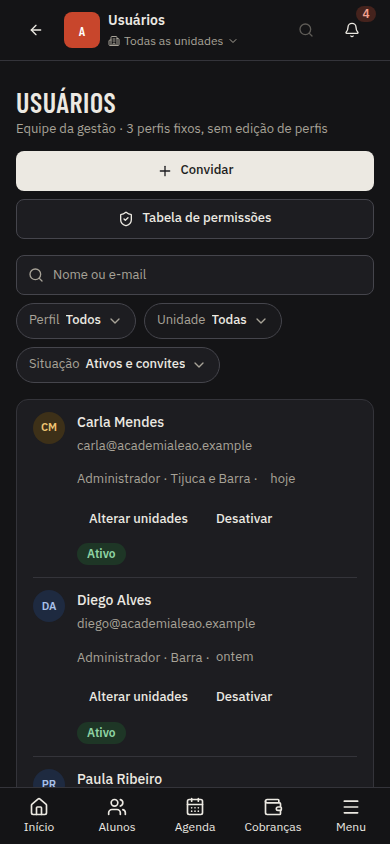 A
Usuários
Todas as unidades
4
USUÁRIOS
Equipe da gestão · 3 perfis fixos, sem edição de perfis
Convidar
Tabela de permissões
Nome ou e-mail
Perfil Todos
Unidade Todas
Situação Ativos e convites
CM
Carla Mendes
carla@academialeao.example
Administrador · Tijuca e Barra · hoje
Alterar unidades Desativar
Ativo
DA
Diego Alves
diego@academialeao.example
Administrador · Barra · ontem
Alterar unidades Desativar
Ativo
PR
Paula Ribeiro
Início Alunos Agenda Cobranças Menu